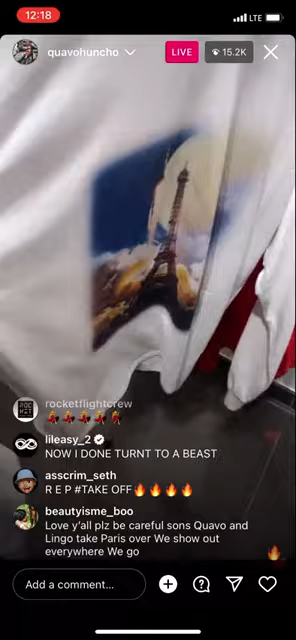 12:18
LTE
quavohuncho
LIVE
15.2K
rocketflightcrew
lileasy_2
NOW I DONE TURNT TO A BEAST
asscrim_seth
R E P #TAKE OFF🔥🔥🔥🔥
beautyisme_boo
Love y'all plz be careful sons Quavo and
Lingo take Paris over We show out
everywhere We go
Add a comment...